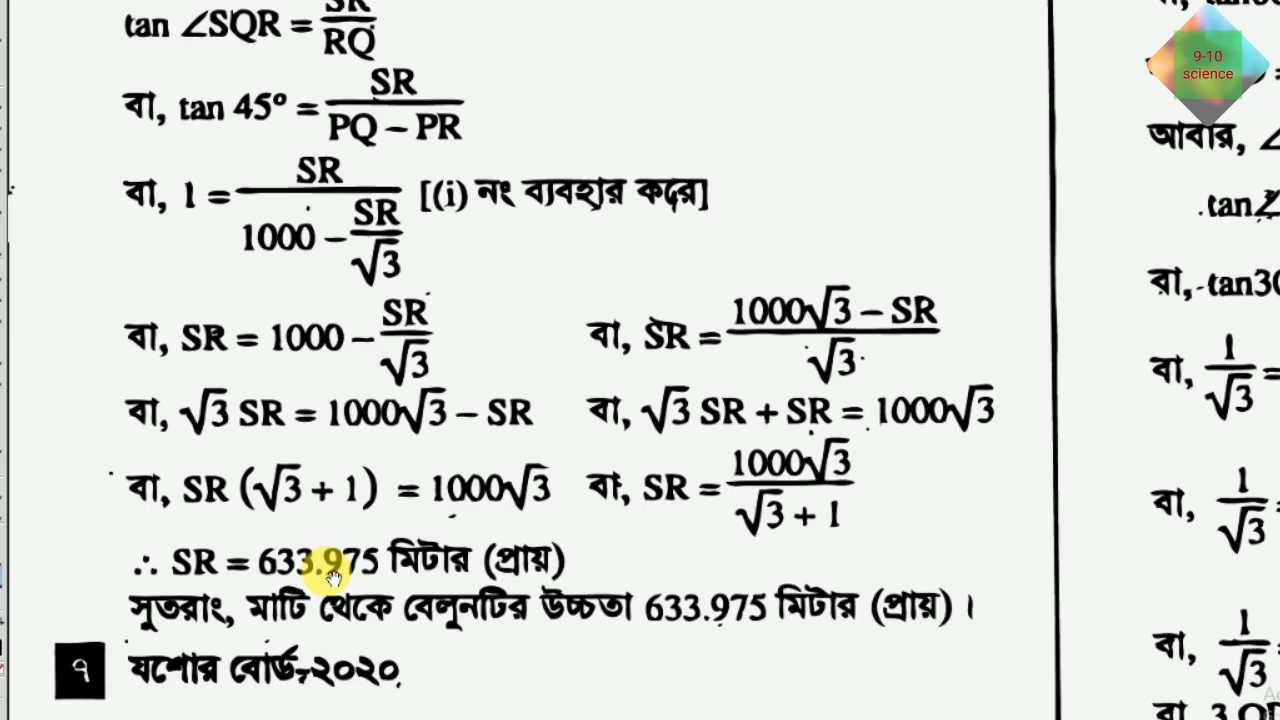 tan ∠SQR = SR/RQ
বা, tan 45° = SR/(PQ – PR)
বা, 1 = SR/(1000 – SR/√3) [(i) নং ব্যবহার করে]
বা, SR = 1000 – SR/√3 বা, SR = (1000√3 – SR)/√3
বা, √3 SR = 1000√3 – SR বা, √3 SR + SR = 1000√3
বা, SR (√3 + 1) = 1000√3 বা, SR = 1000√3/(√3 + 1)
∴ SR = 633.975 মিটার (প্রায়)
সুতরাং, মাটি থেকে বেলুনটির উচ্চতা 633.975 মিটার (প্রায়)।
৭ যশোর বোর্ড-২০২০
9-10
science
আবার, ∠
tan∠
বা, tan30
বা, 1/√3 =
বা, 1/√3
বা, 1/√3